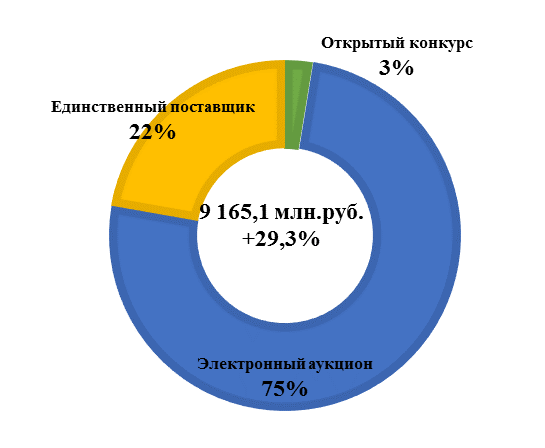 Открытый конкурс
3%
Единственный поставщик
22%
9 165,1 млн.руб.
+29,3%
Электронный аукцион
75%